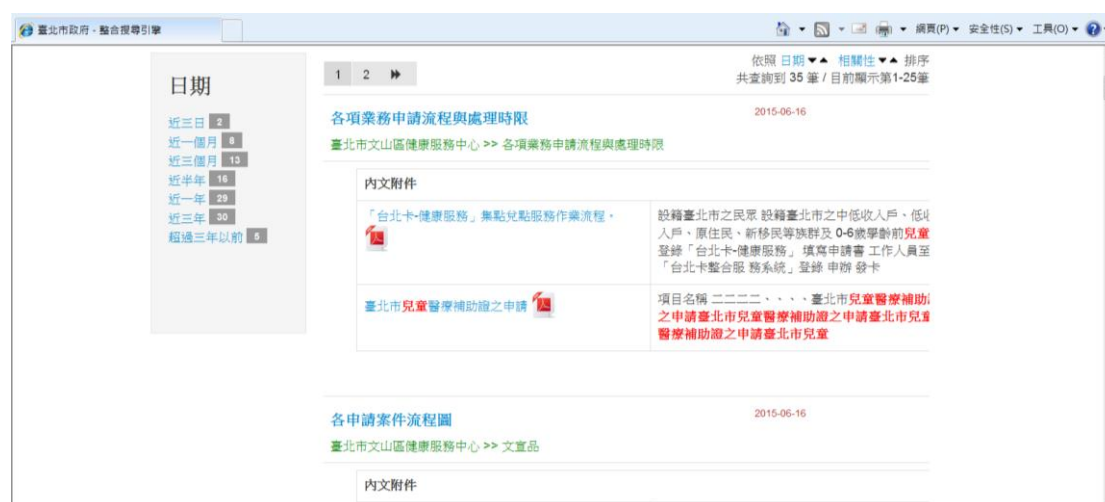 臺北市政府 - 整合搜尋引擎
網頁(P) 安全性(S) 工具(O)
日期
近三日 2
近一個月 8
近三個月 13
近半年 16
近一年 29
近三年 30
超過三年以前 5
1 2
依照 日期▼▲ 相關性▼▲ 排序
共查詢到 35 筆 / 目前顯示第1-25筆
各項業務申請流程與處理時限
2015-06-16
臺北市文山區健康服務中心 >> 各項業務申請流程與處理時限
內文附件
「台北卡-健康服務」集點兌點服務作業流程。
設籍臺北市之民眾 設籍臺北市之中低收入戶、低收
入戶、原住民、新移民等族群及 0-6歲學齡前兒童
登錄「台北卡-健康服務」 填寫申請書 工作人員至
「台北卡整合服 務系統」登錄 申辦 發卡
臺北市兒童醫療補助證之申請
項目名稱 二二二二、、、、臺北市兒童醫療補助
之申請臺北市兒童醫療補助證之申請臺北市兒童
醫療補助證之申請臺北市兒童
各申請案件流程圖
2015-06-16
臺北市文山區健康服務中心 >> 文宣品
內文附件